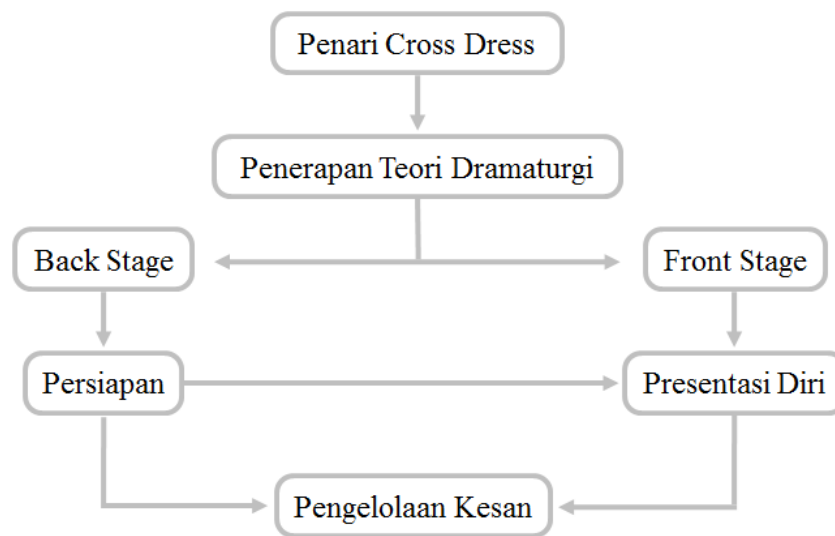 Penari Cross Dress
Penerapan Teori Dramaturgi
Back Stage
Front Stage
Persiapan
Presentasi Diri
Pengelolaan Kesan